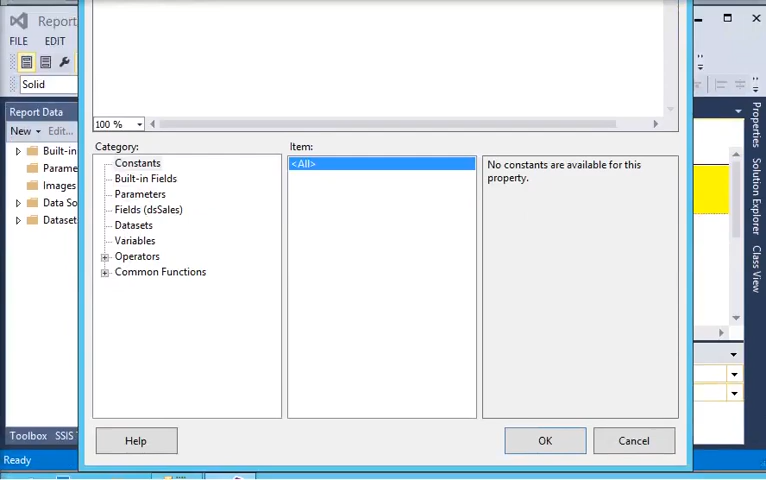 Report
FILE EDIT
Solid
Report Data
New Edit...
Built-in
Parame
Images
Data So
Dataset
100 %
Category:
Item:
Constants
Built-in Fields
Parameters
Fields (dsSales)
Datasets
Variables
Operators
Common Functions
<All>
No constants are available for this
property.
Help
OK
Cancel
Properties
Solution Explorer
Class View
Toolbox SSIS T
Ready